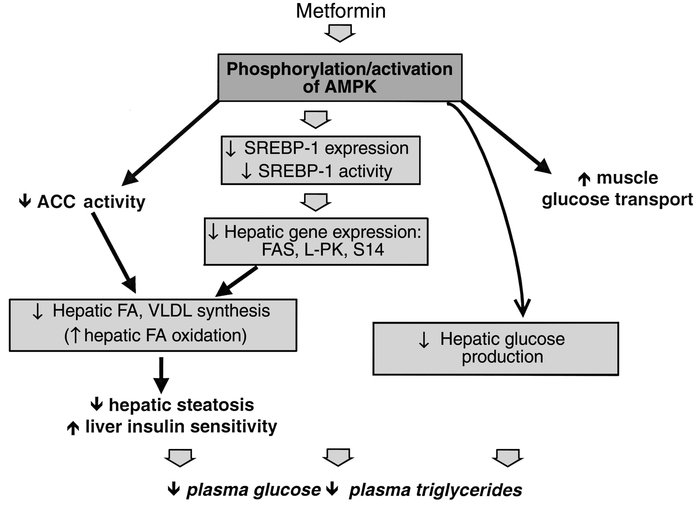 Metformin
Phosphorylation/activation
of AMPK
↓ SREBP-1 expression
↓ SREBP-1 activity
↑ muscle
glucose transport
↓ ACC activity
↓ Hepatic gene expression:
FAS, L-PK, S14
↓ Hepatic FA, VLDL synthesis
(↑ hepatic FA oxidation)
↓ Hepatic glucose
production
↓ hepatic steatosis
↑ liver insulin sensitivity
↓ plasma glucose ↓ plasma triglycerides